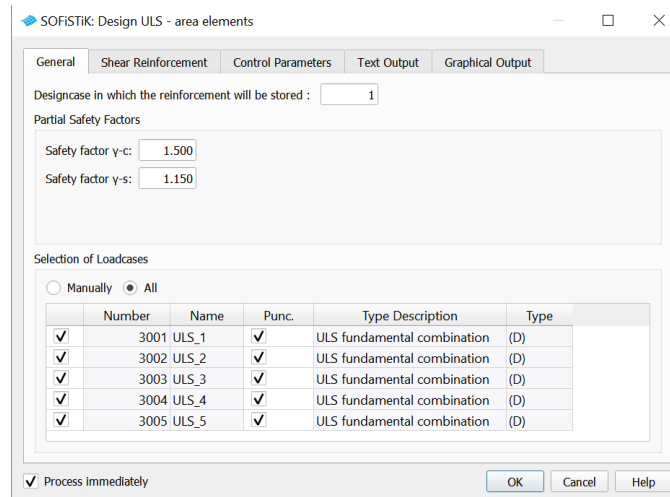 SOFiSTiK: Design ULS - area elements
General Shear Reinforcement Control Parameters Text Output Graphical Output
Designcase in which the reinforcement will be stored : 1
Partial Safety Factors
Safety factor γ-c: 1.500
Safety factor γ-s: 1.150
Selection of Loadcases
Manually All
Number Name Punc. Type Description Type
3001 ULS_1 ULS fundamental combination (D)
3002 ULS_2 ULS fundamental combination (D)
3003 ULS_3 ULS fundamental combination (D)
3004 ULS_4 ULS fundamental combination (D)
3005 ULS_5 ULS fundamental combination (D)
Process immediately OK Cancel Help